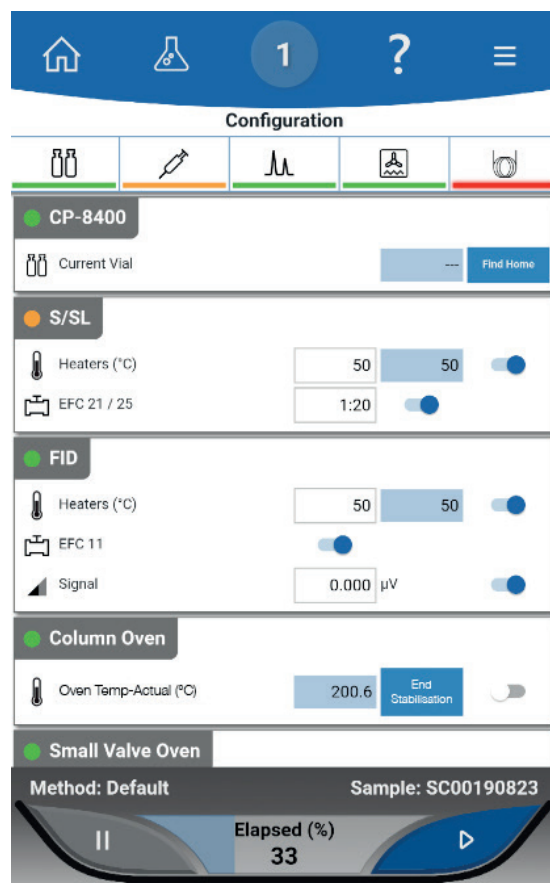 1
?
Configuration
CP-8400
Current Vial --- Find Home
S/SL
Heaters (°C) 50 50
EFC 21 / 25 1:20
FID
Heaters (°C) 50 50
EFC 11
Signal 0.000 µV
Column Oven
Oven Temp-Actual (°C) 200.6 End
Stabilisation
Small Valve Oven
Method: Default Sample: SC00190823
Elapsed (%)
33